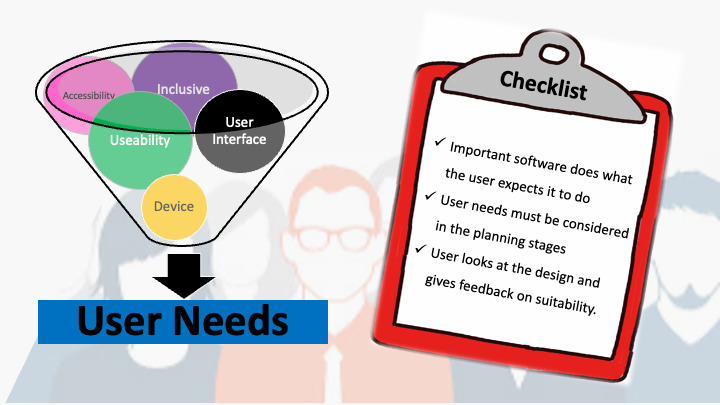 Accessibility
Inclusive
Useability
User
Interface
Device
User Needs
Checklist
✓ Important software does what
the user expects it to do
✓ User needs must be considered
in the planning stages
✓ User looks at the design and
gives feedback on suitability.